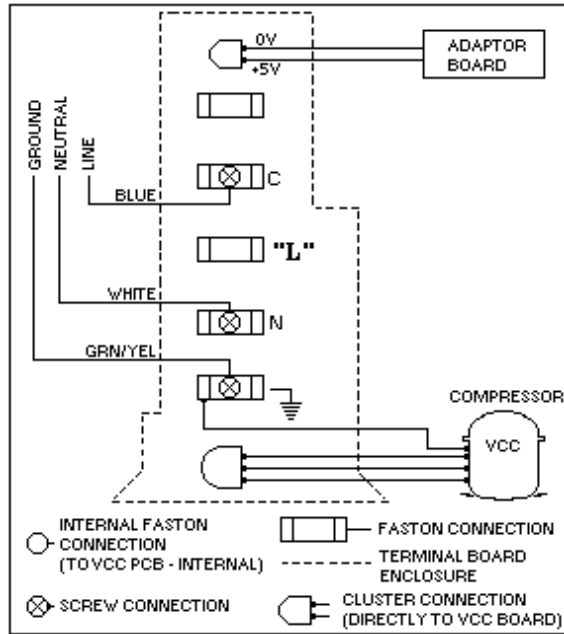 0V
+5V
ADAPTOR
BOARD
GROUND
NEUTRAL
LINE
BLUE
C
"L"
WHITE
N
GRN/YEL
COMPRESSOR
VCC
INTERNAL FASTON
CONNECTION
(TO VCC PCB - INTERNAL)
FASTON CONNECTION
TERMINAL BOARD
ENCLOSURE
SCREW CONNECTION
CLUSTER CONNECTION
(DIRECTLY TO VCC BOARD)